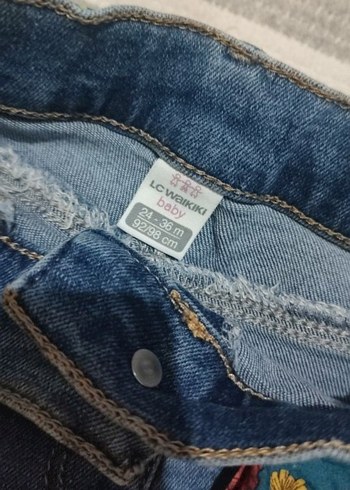 LC WAIKIKI
baby
24 - 36 m
92/98 cm